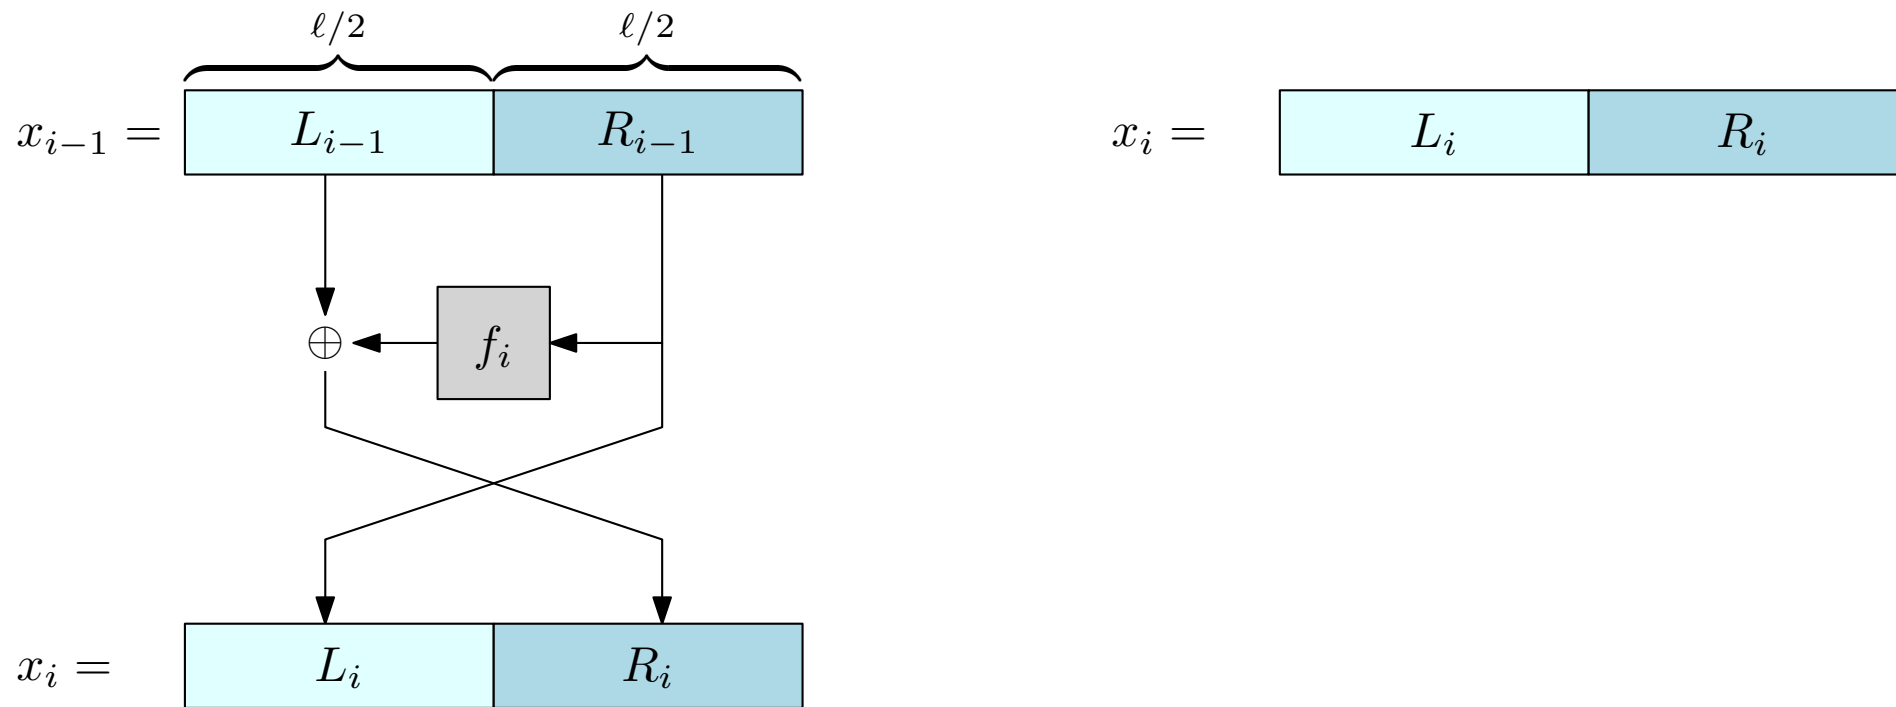 ℓ/2 ℓ/2
x_{i−1} = L_{i−1} R_{i−1}
x_i = L_i R_i
⊕ f_i
x_i = L_i R_i